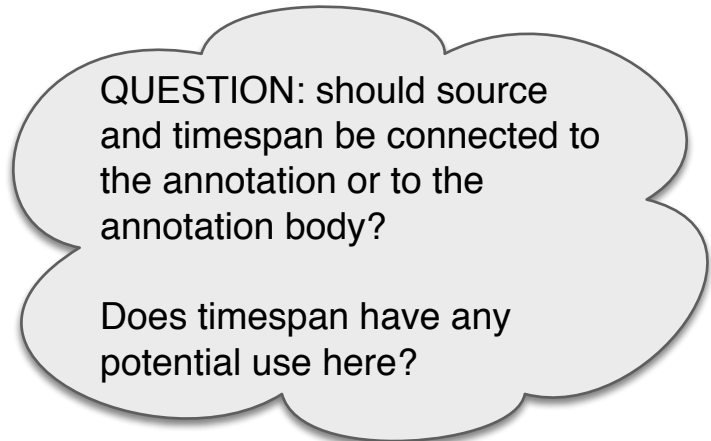 QUESTION: should source
and timespan be connected to
the annotation or to the
annotation body?
Does timespan have any
potential use here?